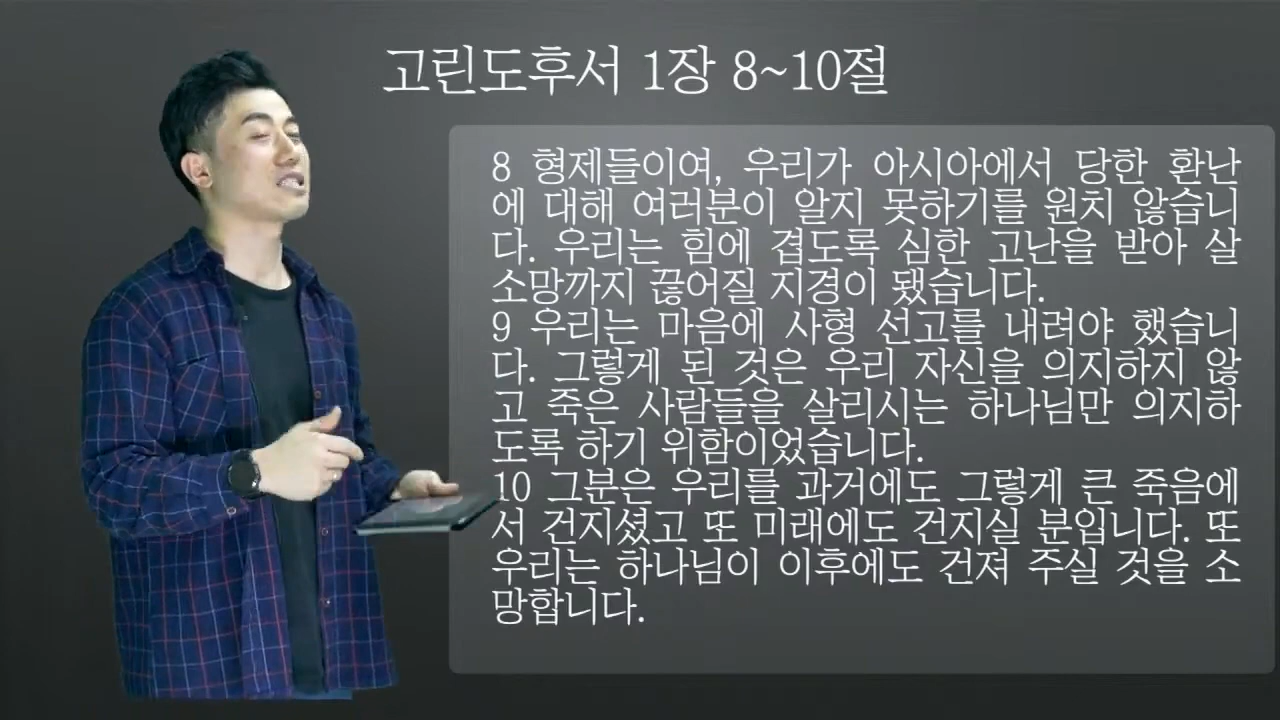 고린도후서 1장 8~10절
8 형제들이여, 우리가 아시아에서 당한 환난
에 대해 여러분이 알지 못하기를 원치 않습니
다. 우리는 힘에 겹도록 심한 고난을 받아 살
소망까지 끊어질 지경이 됐습니다.
9 우리는 마음에 사형 선고를 내려야 했습니
다. 그렇게 된 것은 우리 자신을 의지하지 않
고 죽은 사람들을 살리시는 하나님만 의지하
도록 하기 위함이었습니다.
10 그분은 우리를 과거에도 그렇게 큰 죽음에
서 건지셨고 또 미래에도 건지실 분입니다. 또
우리는 하나님이 이후에도 건져 주실 것을 소
망합니다.